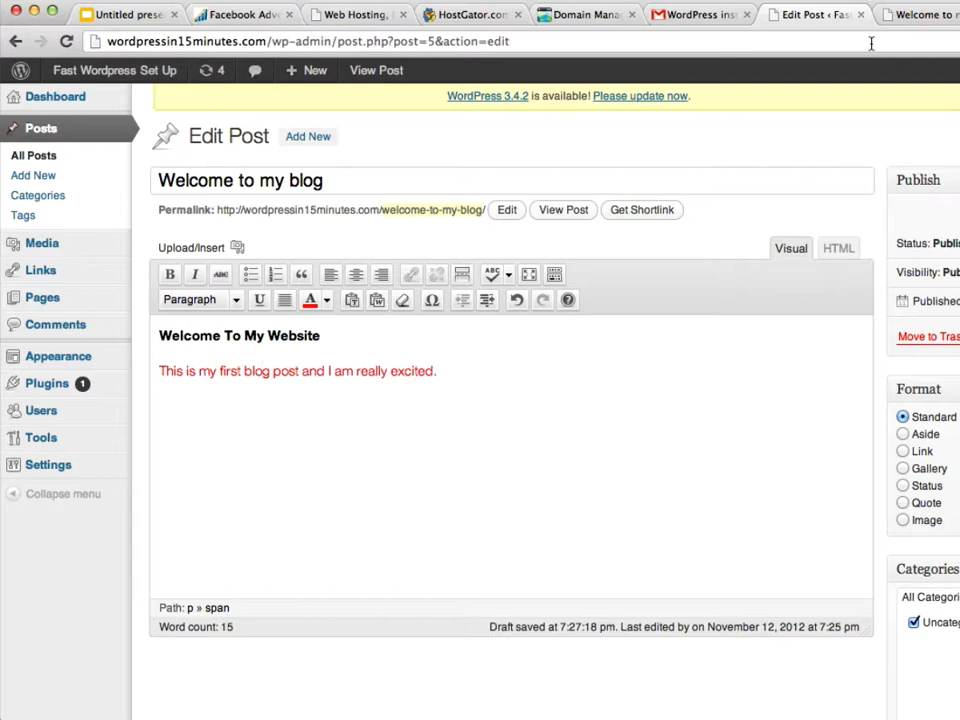 Untitled prese
Facebook Adve
Web Hosting,
HostGator.com
Domain Mana
WordPress ins
Edit Post ‹ Fas
Welcome to
wordpressin15minutes.com/wp-admin/post.php?post=5&action=edit
Fast Wordpress Set Up
4
+ New
View Post
WordPress 3.4.2 is available! Please update now.
Dashboard
Posts
All Posts
Add New
Categories
Tags
Media
Links
Pages
Comments
Appearance
Plugins 1
Users
Tools
Settings
Collapse menu
Edit Post
Add New
Welcome to my blog
Permalink: http://wordpressin15minutes.com/welcome-to-my-blog/
Edit
View Post
Get Shortlink
Upload/Insert
Visual
HTML
B I ABC
ABC
Paragraph
U
A
Ω
Welcome To My Website
This is my first blog post and I am really excited.
Path: p » span
Word count: 15
Draft saved at 7:27:18 pm. Last edited by on November 12, 2012 at 7:25 pm
Publish
Status: Publi
Visibility: Pub
Published
Move to Tras
Format
Standard
Aside
Link
Gallery
Status
Quote
Image
Categories
All Categori
Uncateg